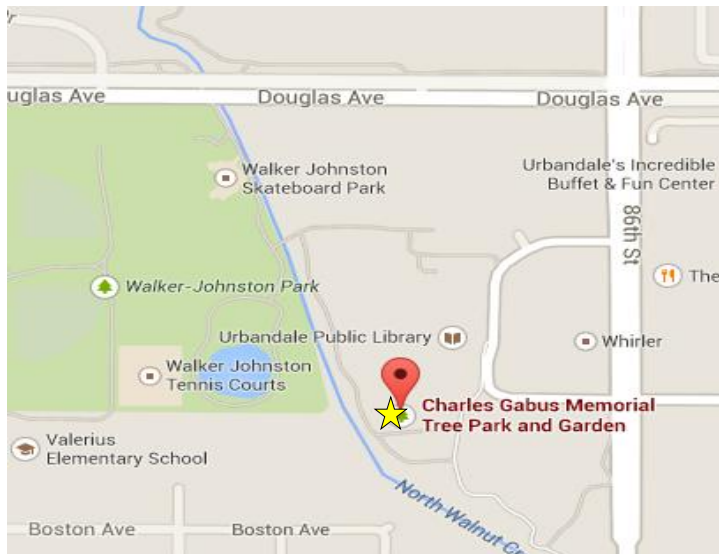 uglas Ave
Douglas Ave
Douglas Ave
Walker Johnston
Skateboard Park
Urbandale's Incredible
Buffet & Fun Center
86th St
Walker-Johnston Park
The
Urbandale Public Library
Whirler
Walker Johnston
Tennis Courts
Charles Gabus Memorial
Tree Park and Garden
Valerius
Elementary School
North Walnut Cr
Boston Ave
Boston Ave